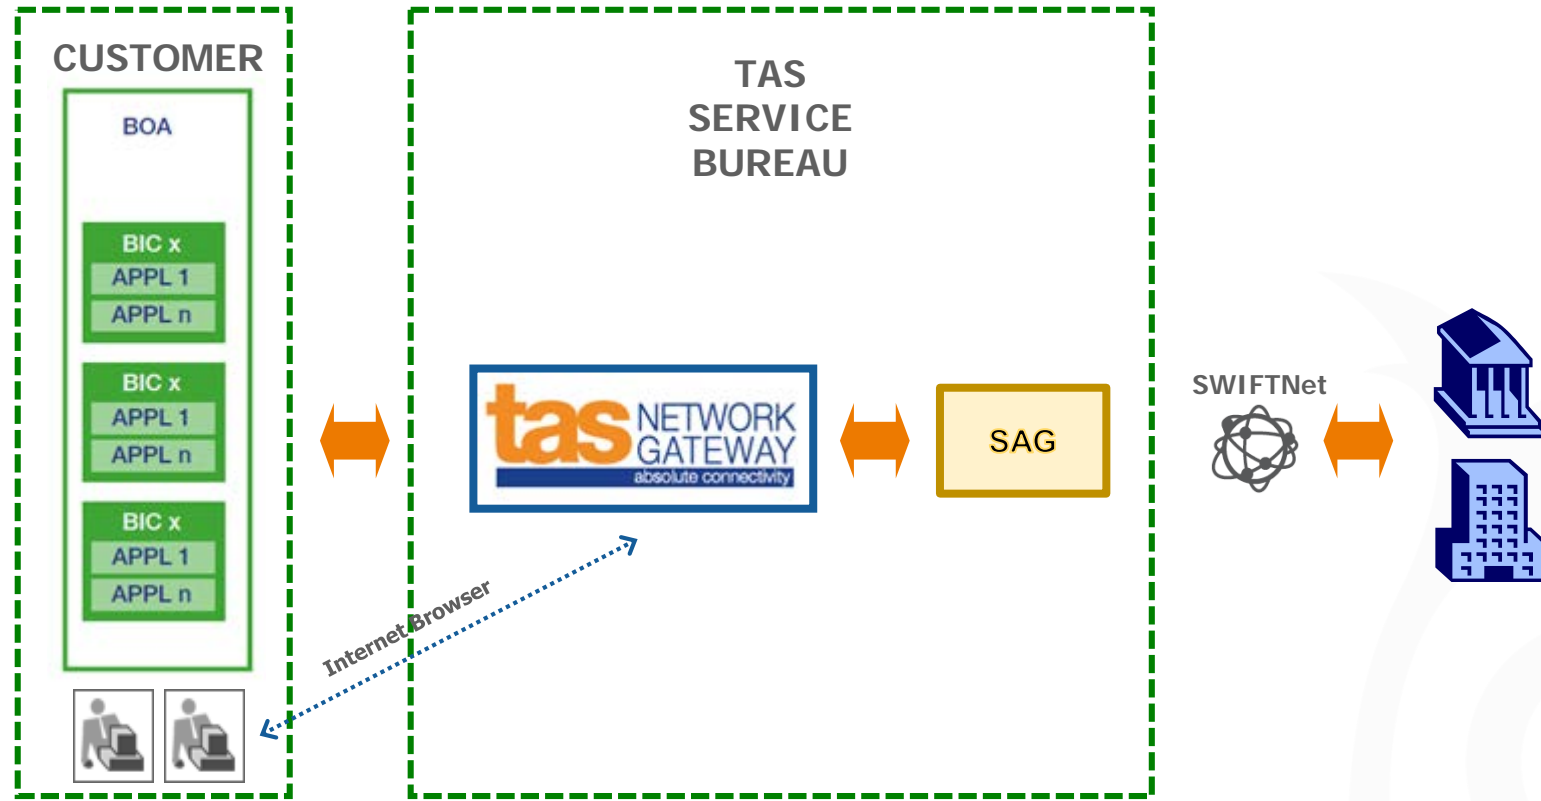 CUSTOMER
BOA
BIC x
APPL 1
APPL n
BIC x
APPL 1
APPL n
BIC x
APPL 1
APPL n
TAS
SERVICE
BUREAU
tas NETWORK
GATEWAY
absolute connectivity
SAG
Internet Browser
SWIFTNet